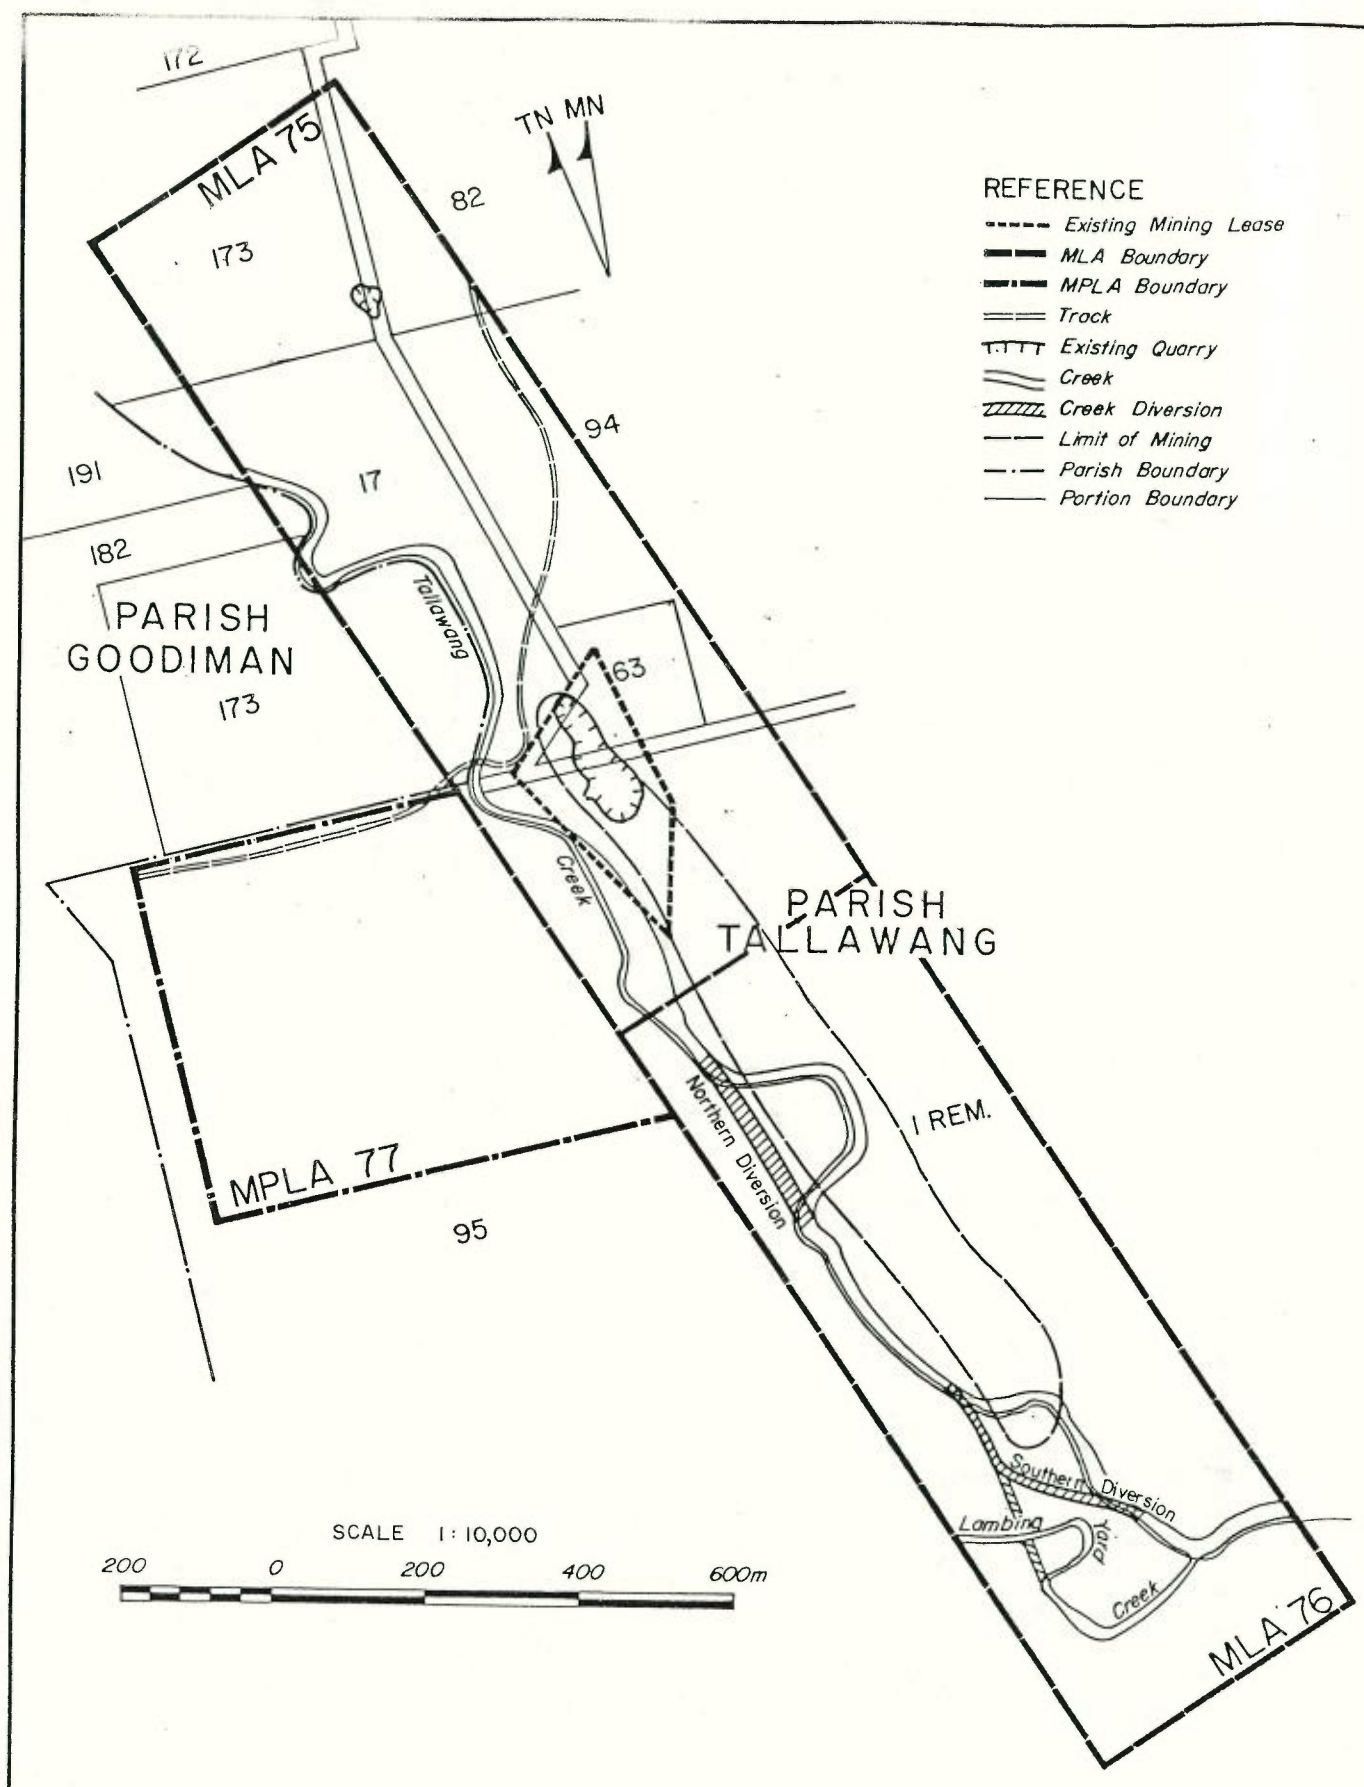 172
MLA 75
TN MN
82
173
REFERENCE
Existing Mining Lease
MLA Boundary
MPLA Boundary
Track
Existing Quarry
Creek
Creek Diversion
Limit of Mining
Parish Boundary
Portion Boundary
94
191
17
182
PARISH
GOODIMAN
Tallawang
63
173
Creek
PARISH
TALLAWANG
Northern Diversion
1 REM.
MPLA 77
95
Southern Diversion
Lambing Yard
Creek
MLA 76
SCALE 1:10,000
200 0 200 400 600m